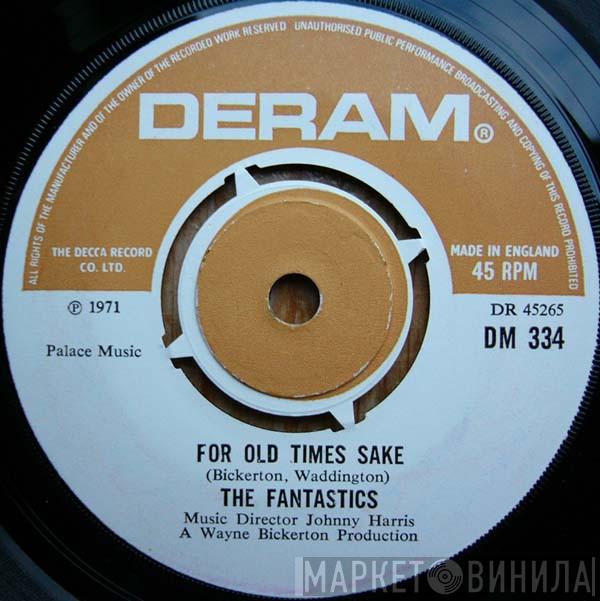 ALL RIGHTS OF THE MANUFACTURER AND OF THE OWNER OF THE RECORDED WORK RESERVED UNAUTHORISED PUBLIC PERFORMANCE BROADCASTING AND COPYING OF THIS RECORD PROHIBITED
DERAM ®
THE DECCA RECORD
CO. LTD.
MADE IN ENGLAND
45 RPM
℗ 1971
DR 45265
Palace Music
DM 334
FOR OLD TIMES SAKE
(Bickerton, Waddington)
THE FANTASTICS
Music Director Johnny Harris
A Wayne Bickerton Production
МАРКЕТ ВИНИЛА